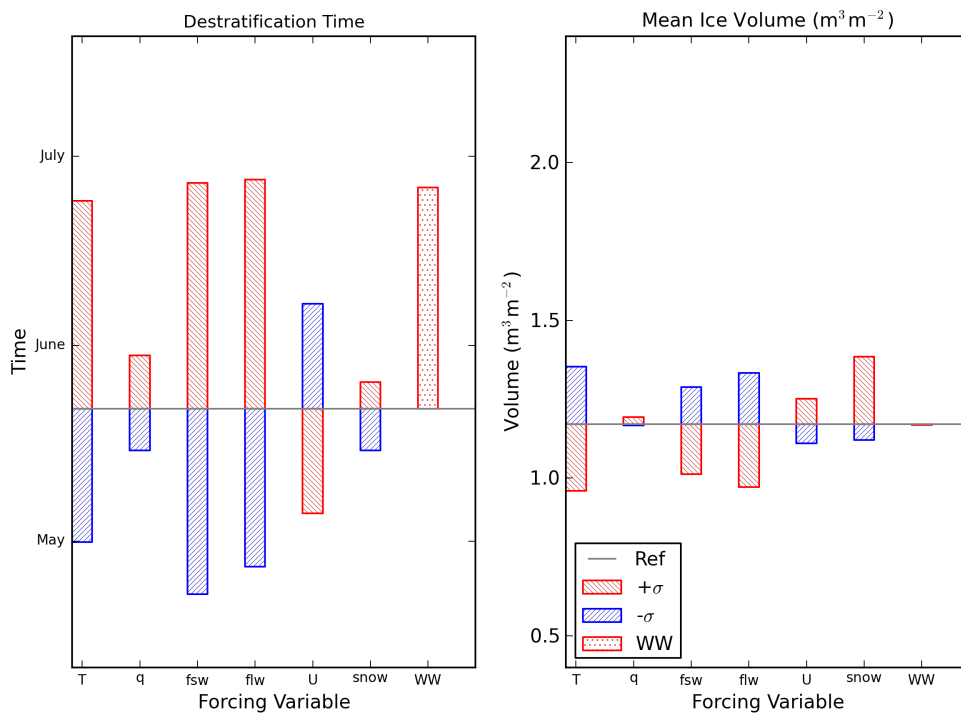 Destratification Time
July
June
May
Time
T q fsw flw U snow WW
Forcing Variable
Mean Ice Volume (m³ m⁻²)
2.0
1.5
1.0
0.5
Volume (m³ m⁻²)
Ref
+σ
-σ
WW
T q fsw flw U snow WW
Forcing Variable